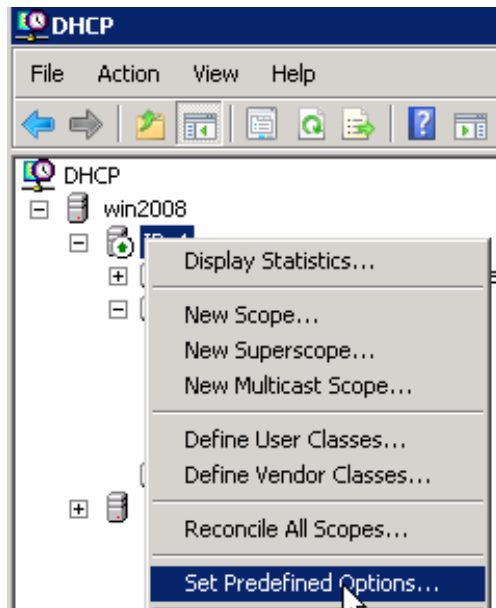 DHCP
File Action View Help
DHCP
win2008
Display Statistics...
New Scope...
New Superscope...
New Multicast Scope...
Define User Classes...
Define Vendor Classes...
Reconcile All Scopes...
Set Predefined Options...